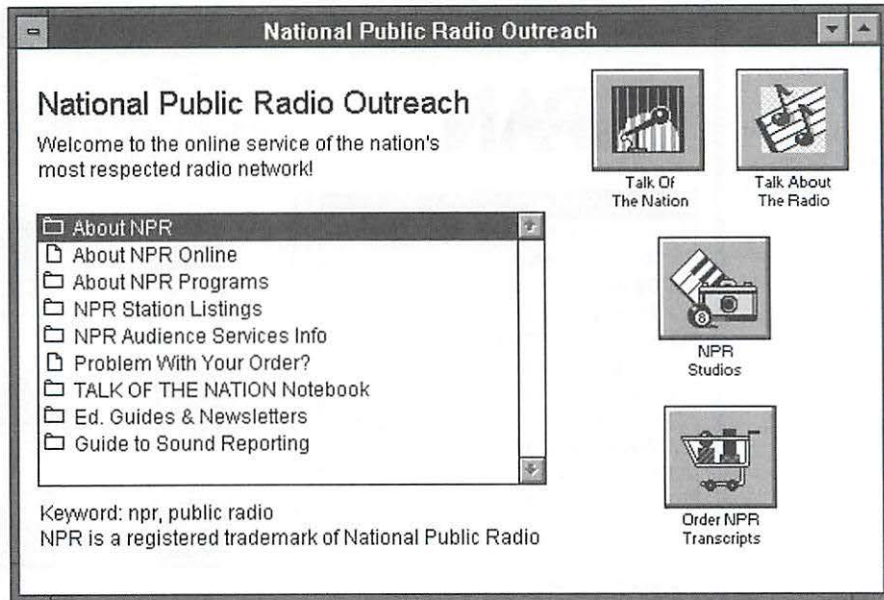 National Public Radio Outreach
National Public Radio Outreach
Welcome to the online service of the nation's
most respected radio network!
About NPR
About NPR Online
About NPR Programs
NPR Station Listings
NPR Audience Services Info
Problem With Your Order?
TALK OF THE NATION Notebook
Ed. Guides & Newsletters
Guide to Sound Reporting
Keyword: npr, public radio
NPR is a registered trademark of National Public Radio
Talk Of
The Nation
Talk About
The Radio
8
NPR
Studios
Order NPR
Transcripts